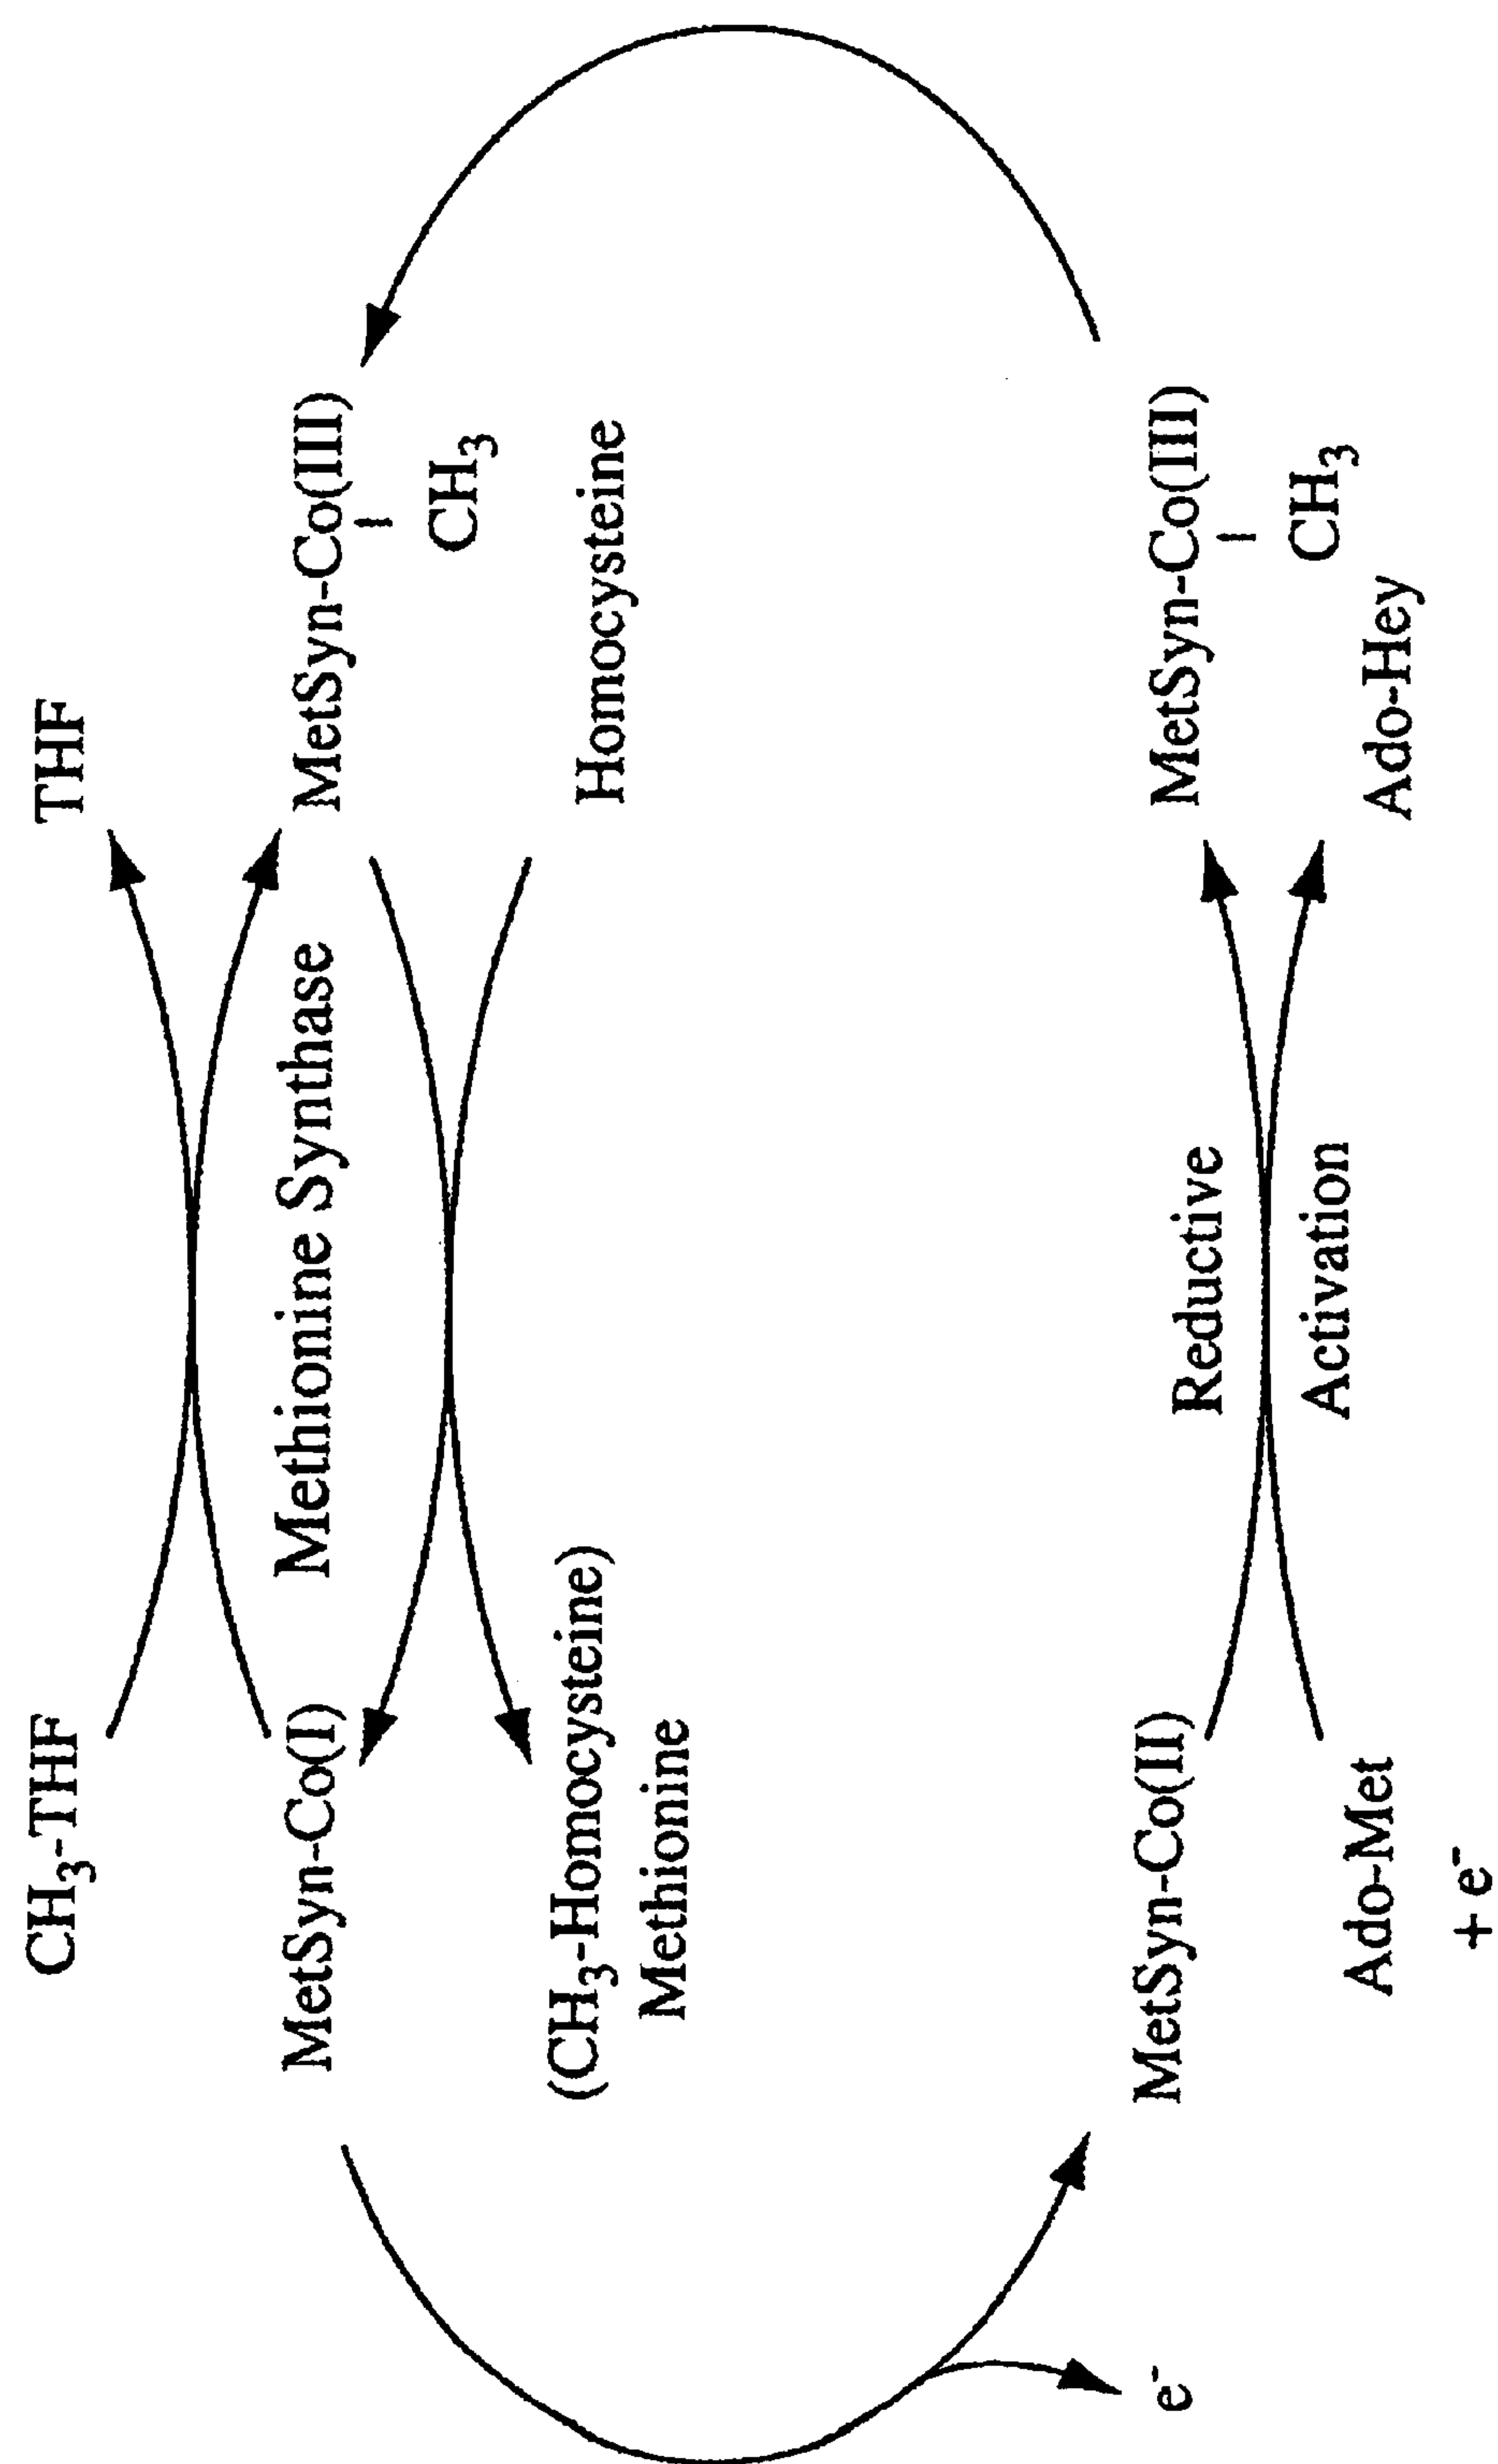 CH3-THF
THF
MetSyn-Co(I)
Methionine Synthase
MetSyn-Co(III)
CH3
(CH3-Homocysteine)
Methionine
Homocysteine
e-
MetSyn-Co(II)
Reductive
MetSyn-Co(III)
CH3
Ado-Met
Activation
Ado-Hey
+ e-